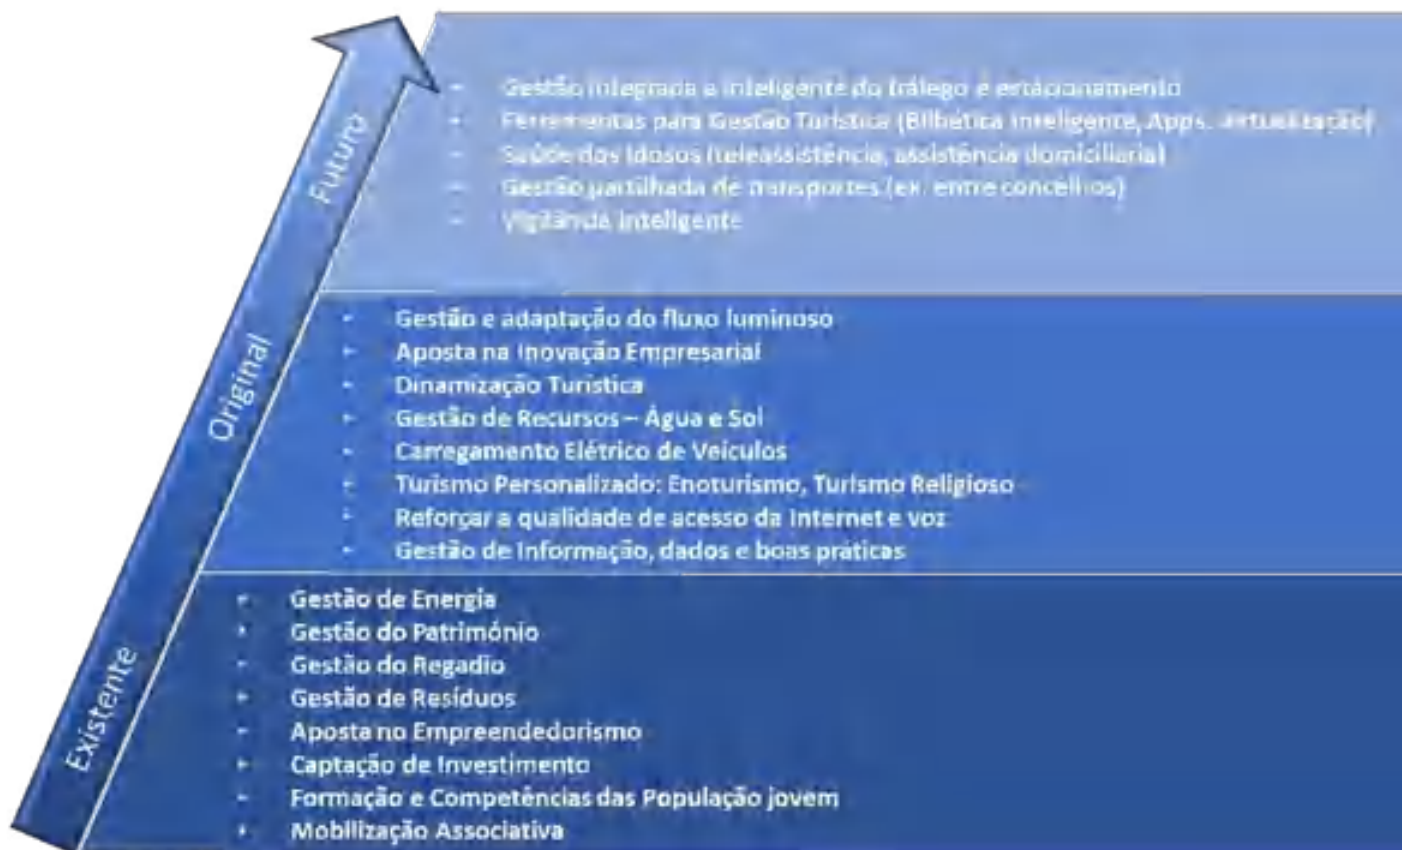 Futuro
- Gestão integrada e inteligente do tráfego e estacionamento
- Ferramentas para Gestão Turística (Bilhética Inteligente, Apps,
- Saúde dos Idosos (teleassistência, assistência domiciliaria)
- Gestão partilhada de transportes (ex. entre concelhos)
- Vigilância Inteligente
Original
- Gestão e adaptação do fluxo luminoso
- Aposta na Inovação Empresarial
- Dinamização Turística
- Gestão de Recursos – Água e Sol
- Carregamento Elétrico de Veículos
- Turismo Personalizado: Enoturismo, Turismo Religioso
- Reforçar a qualidade de acesso da Internet e voz
- Gestão de Informação, dados e boas práticas
Existente
- Gestão de Energia
- Gestão do Património
- Gestão do Regadio
- Gestão de Resíduos
- Aposta no Empreendedorismo
- Captação de Investimento
- Formação e Competências das População jovem
- Mobilização Associativa